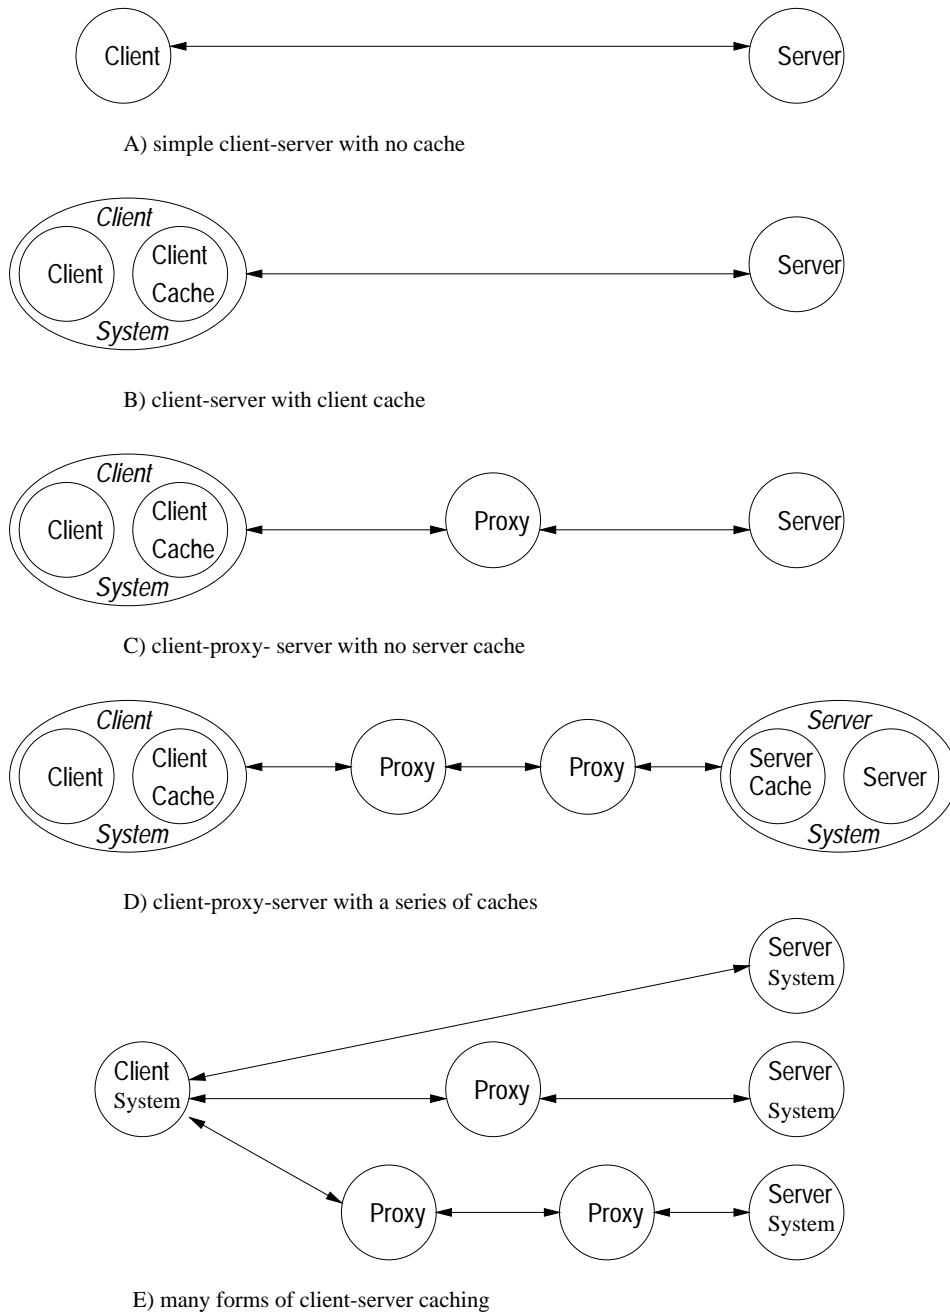 Client
Server
A) simple client-server with no cache
Client
Client
Client
Cache
System
Server
B) client-server with client cache
Client
Client
Client
Cache
System
Proxy
Server
C) client-proxy- server with no server cache
Client
Client
Client
Cache
System
Proxy
Proxy
Server
Server
Cache
Server
System
D) client-proxy-server with a series of caches
Server
System
Client
System
Proxy
Server
System
Proxy
Proxy
Server
System
E) many forms of client-server caching